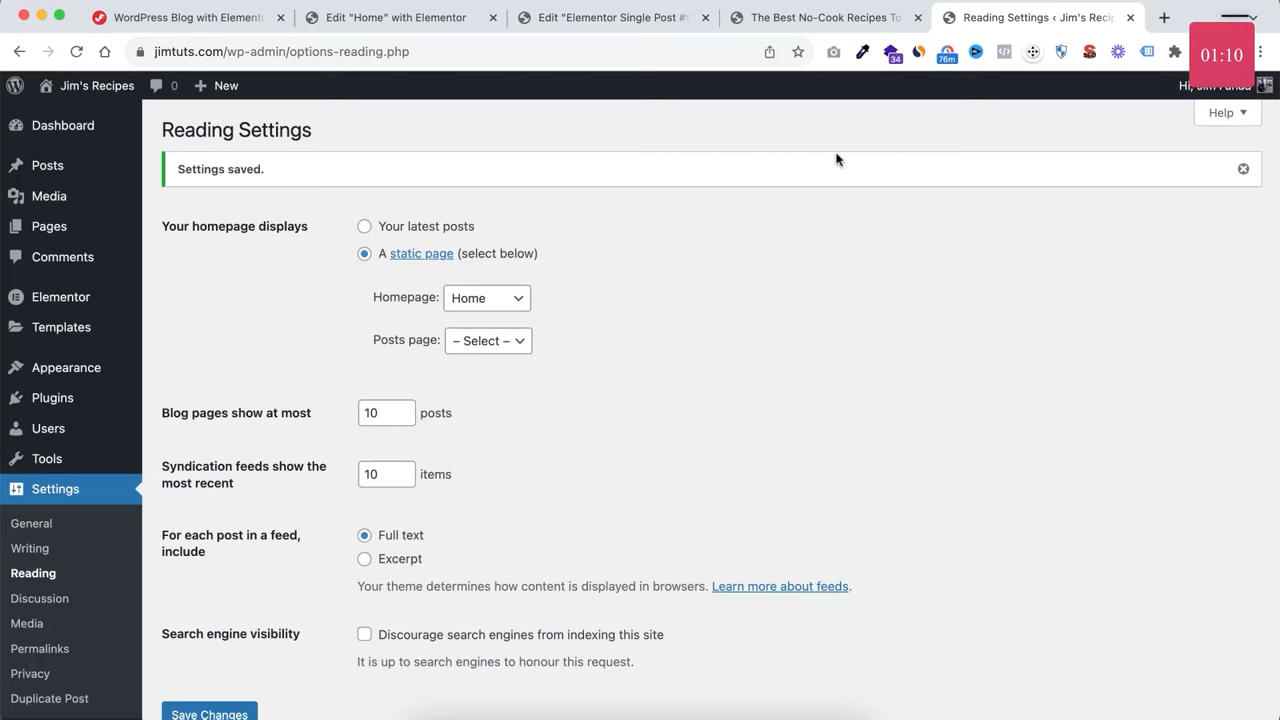 WordPress Blog with Elemento
Edit "Home" with Elementor
Edit "Elementor Single Post #9
The Best No-Cook Recipes To
Reading Settings ‹ Jim's Recip
jimtuts.com/wp-admin/options-reading.php
34
76m
01:10
Jim's Recipes
0
New
Help
Dashboard
Posts
Media
Pages
Comments
Elementor
Templates
Appearance
Plugins
Users
Tools
Settings
General
Writing
Reading
Discussion
Media
Permalinks
Privacy
Duplicate Post
Reading Settings
Settings saved.
Your homepage displays
Your latest posts
A static page (select below)
Homepage: Home
Posts page: – Select –
Blog pages show at most
10 posts
Syndication feeds show the
most recent
10 items
For each post in a feed,
include
Full text
Excerpt
Your theme determines how content is displayed in browsers. Learn more about feeds.
Search engine visibility
Discourage search engines from indexing this site
It is up to search engines to honour this request.
Save Changes